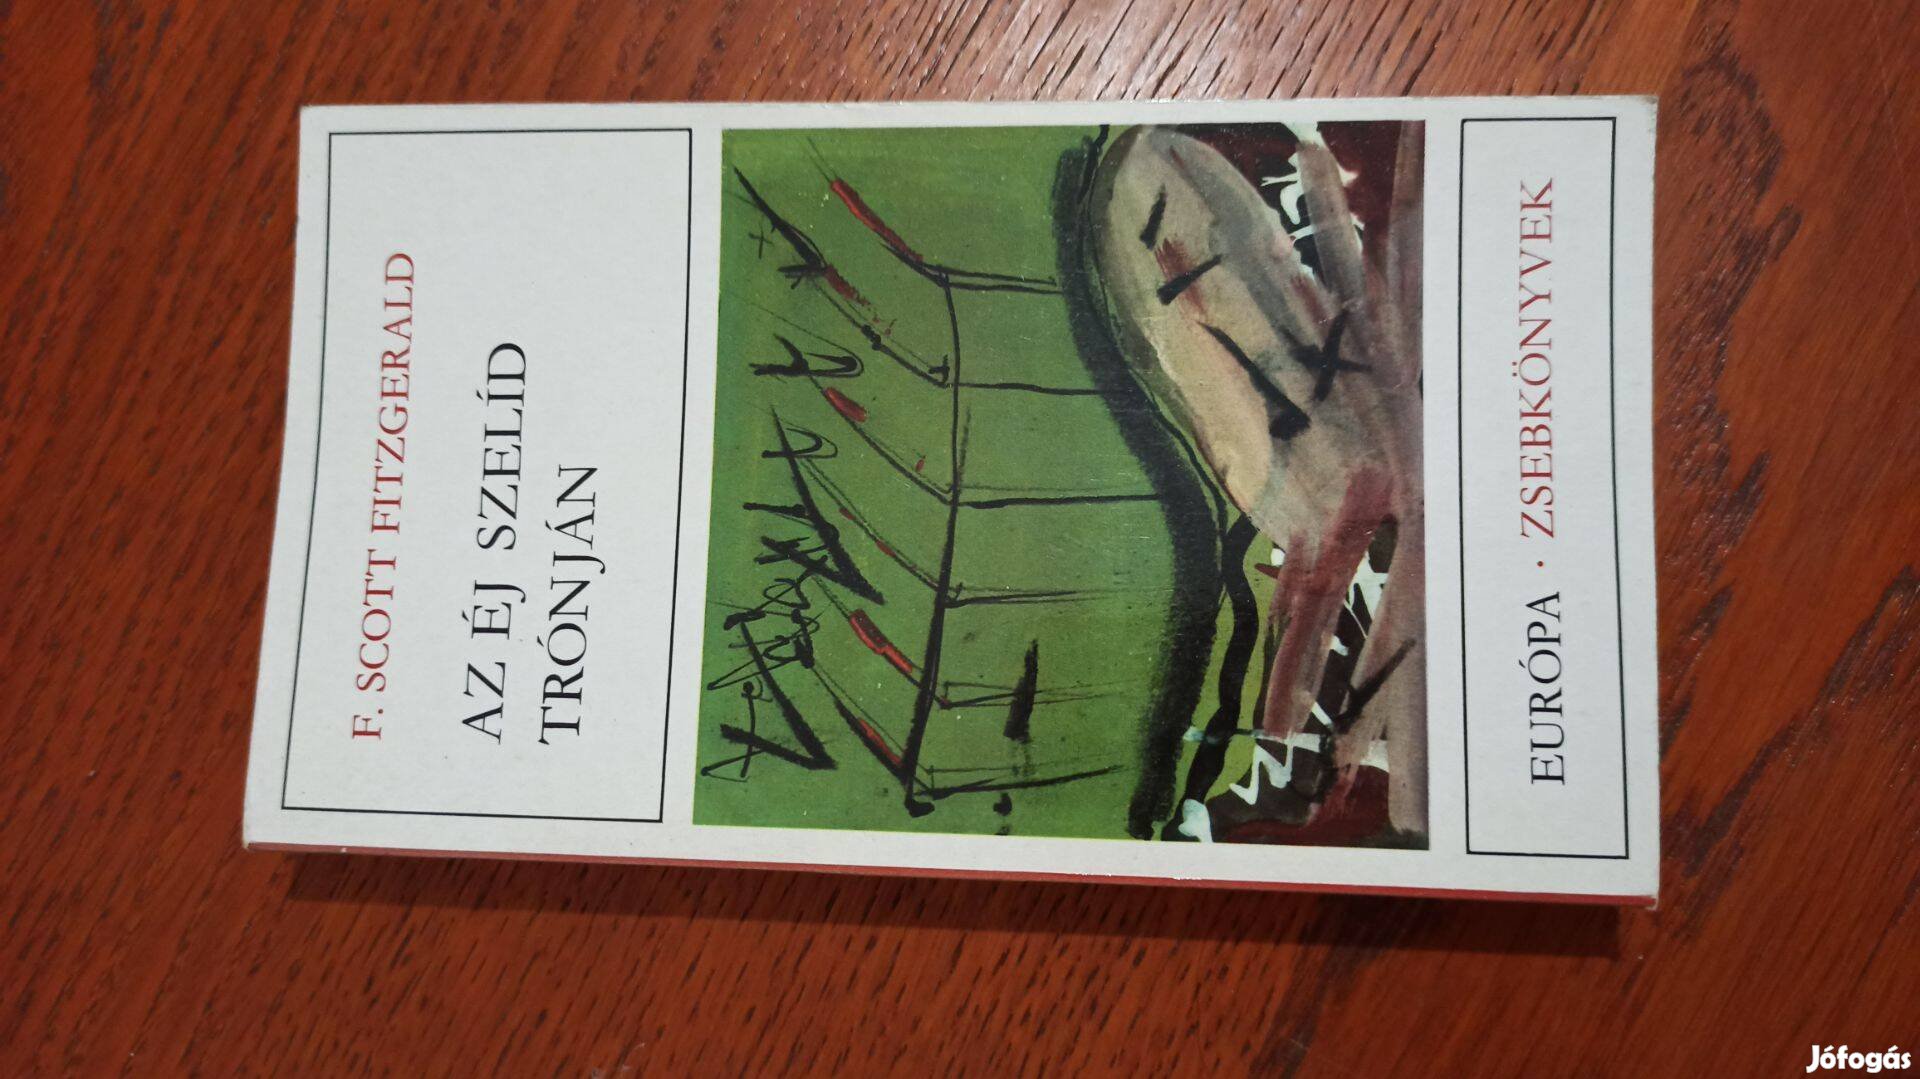 F. SCOTT FITZGERALD
AZ ÉJ SZELÍD
TRÓNJÁN
EURÓPA · ZSEBKÖNYVEK
Jófogás